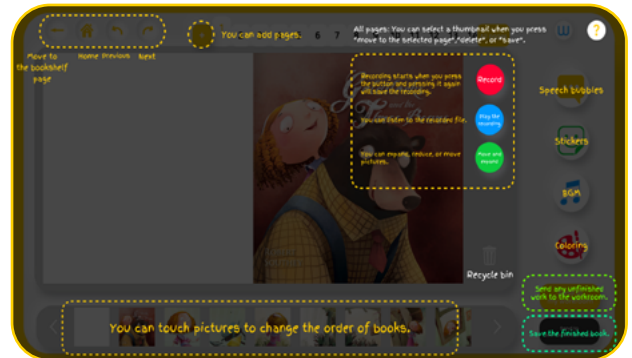 You can add pages.
6 7
All pages: You can select a thumbnail when you press
"move to the selected page","delete", or "save".
W
?
Move to
the bookshelf
page
Home
Previous
Next
Recording starts when you press
the button and pressing it again
will save the recording.
Record
You can listen to the recorded file.
Play the
recording
You can expand, reduce, or move
pictures.
Move and
expand
Speech bubbles
Stickers
BGM
Coloring
Recycle bin
Send any unfinished
work to the workroom.
You can touch pictures to change the order of books.
Save the finished book.